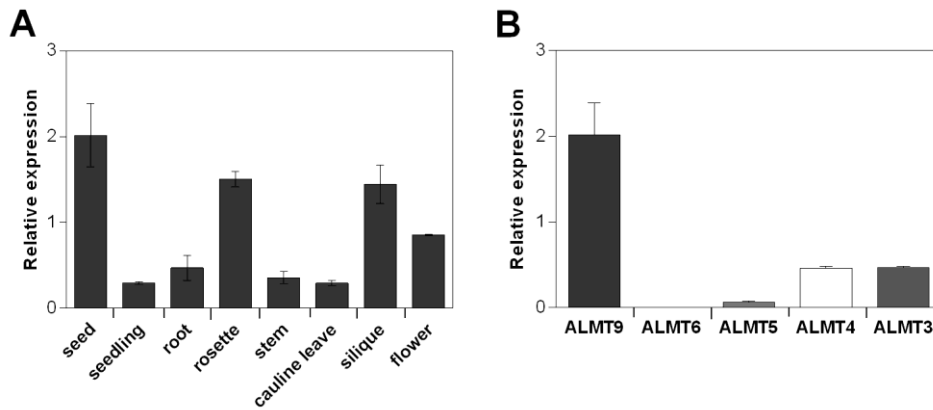 A
Relative expression
3
2
1
0
seed
seedling
root
rosette
stem
cauline leave
silique
flower
B
Relative expression
3
2
1
0
ALMT9
ALMT6
ALMT5
ALMT4
ALMT3